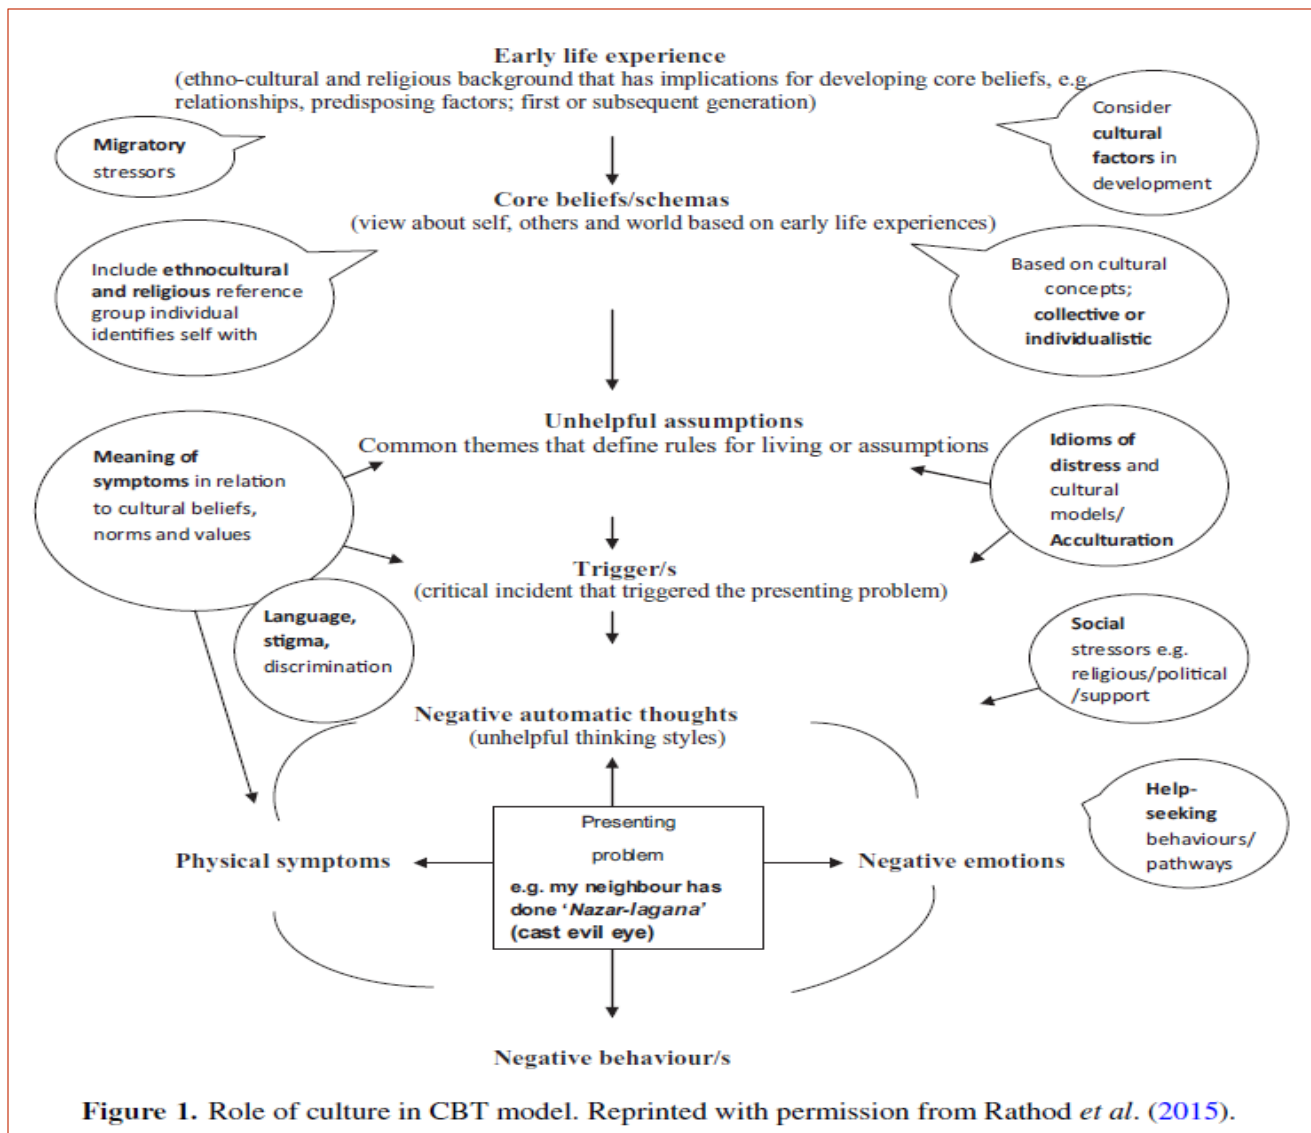 Early life experience
(ethno-cultural and religious background that has implications for developing core beliefs, e.g.
relationships, predisposing factors; first or subsequent generation)
Migratory
stressors
Consider
cultural
factors in
development
Core beliefs/schemas
(view about self, others and world based on early life experiences)
Include ethnocultural
and religious reference
group individual
identifies self with
Based on cultural
concepts;
collective or
individualistic
Unhelpful assumptions
Common themes that define rules for living or assumptions
Meaning of
symptoms in relation
to cultural beliefs,
norms and values
Idioms of
distress and
cultural
models/
Acculturation
Trigger/s
(critical incident that triggered the presenting problem)
Language,
stigma,
discrimination
Social
stressors e.g.
religious/political
/support
Negative automatic thoughts
(unhelpful thinking styles)
Help-
seeking
behaviours/
pathways
Physical symptoms
Presenting
problem
e.g. my neighbour has
done ‘Nazar-lagana’
(cast evil eye)
Negative emotions
Negative behaviour/s
Figure 1. Role of culture in CBT model. Reprinted with permission from Rathod et al. (2015).